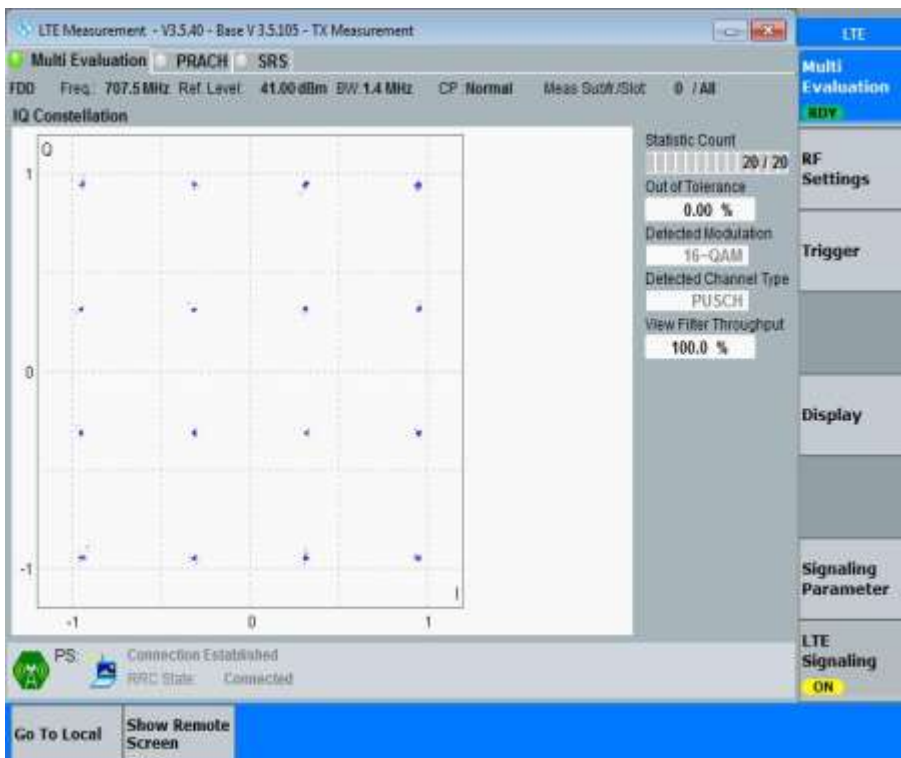 LTE Measurement - V3.5.40 - Base V 3.5.105 - TX Measurement
LTE
Multi Evaluation PRACH SRS
Multi
Evaluation
RDY
FDD Freq.: 707.5 MHz Ref. Level: 41.00 dBm BW: 1.4 MHz CP: Normal Meas Subfr./Slot: 0 / All
IQ Constellation
Q
1
0
-1
-1 0 1
I
Statistic Count
20 / 20
Out of Tolerance
0.00 %
Detected Modulation
16-QAM
Detected Channel Type
PUSCH
View Filter Throughput
100.0 %
RF
Settings
Trigger
Display
Signaling
Parameter
LTE
Signaling
ON
PS:
Connection Established
RRC State: Connected
Go To Local
Show Remote
Screen